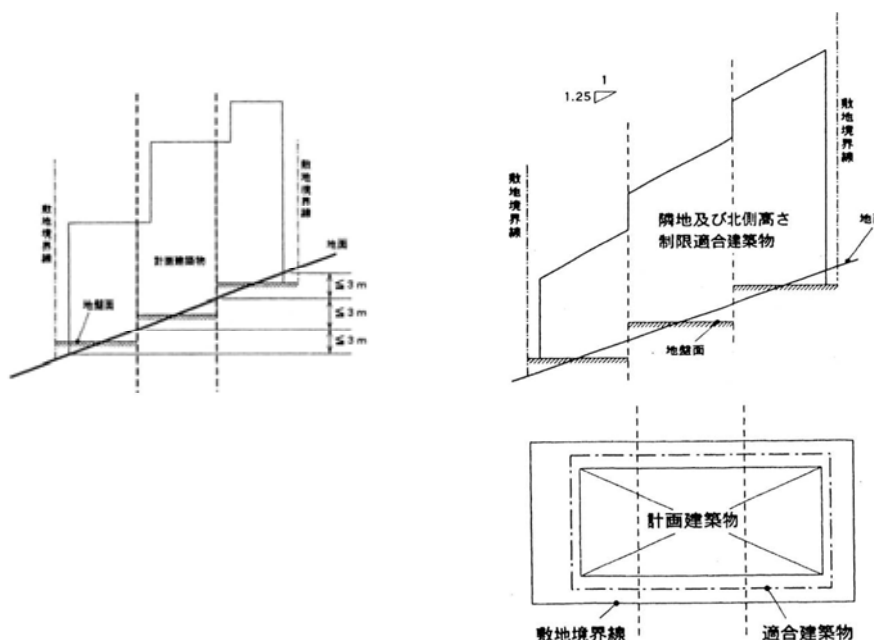 敷地境界線
敷地境界線
計画建築物
地面
地盤面
≦3m
≦3m
≦3m
1
1.25
敷地境界線
敷地境界線
隣地及び北側高さ
制限適合建築物
地盤面
計画建築物
敷地境界線
適合建築物